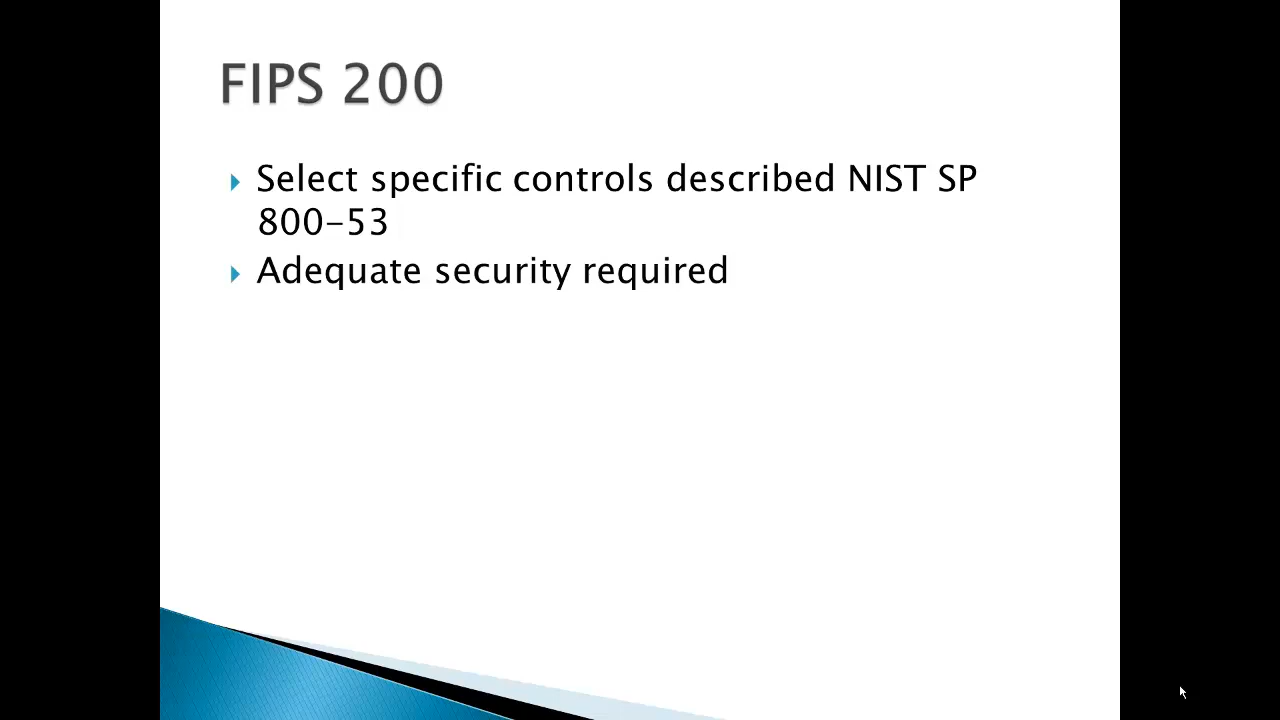 FIPS 200
Select specific controls described NIST SP
800-53
Adequate security required